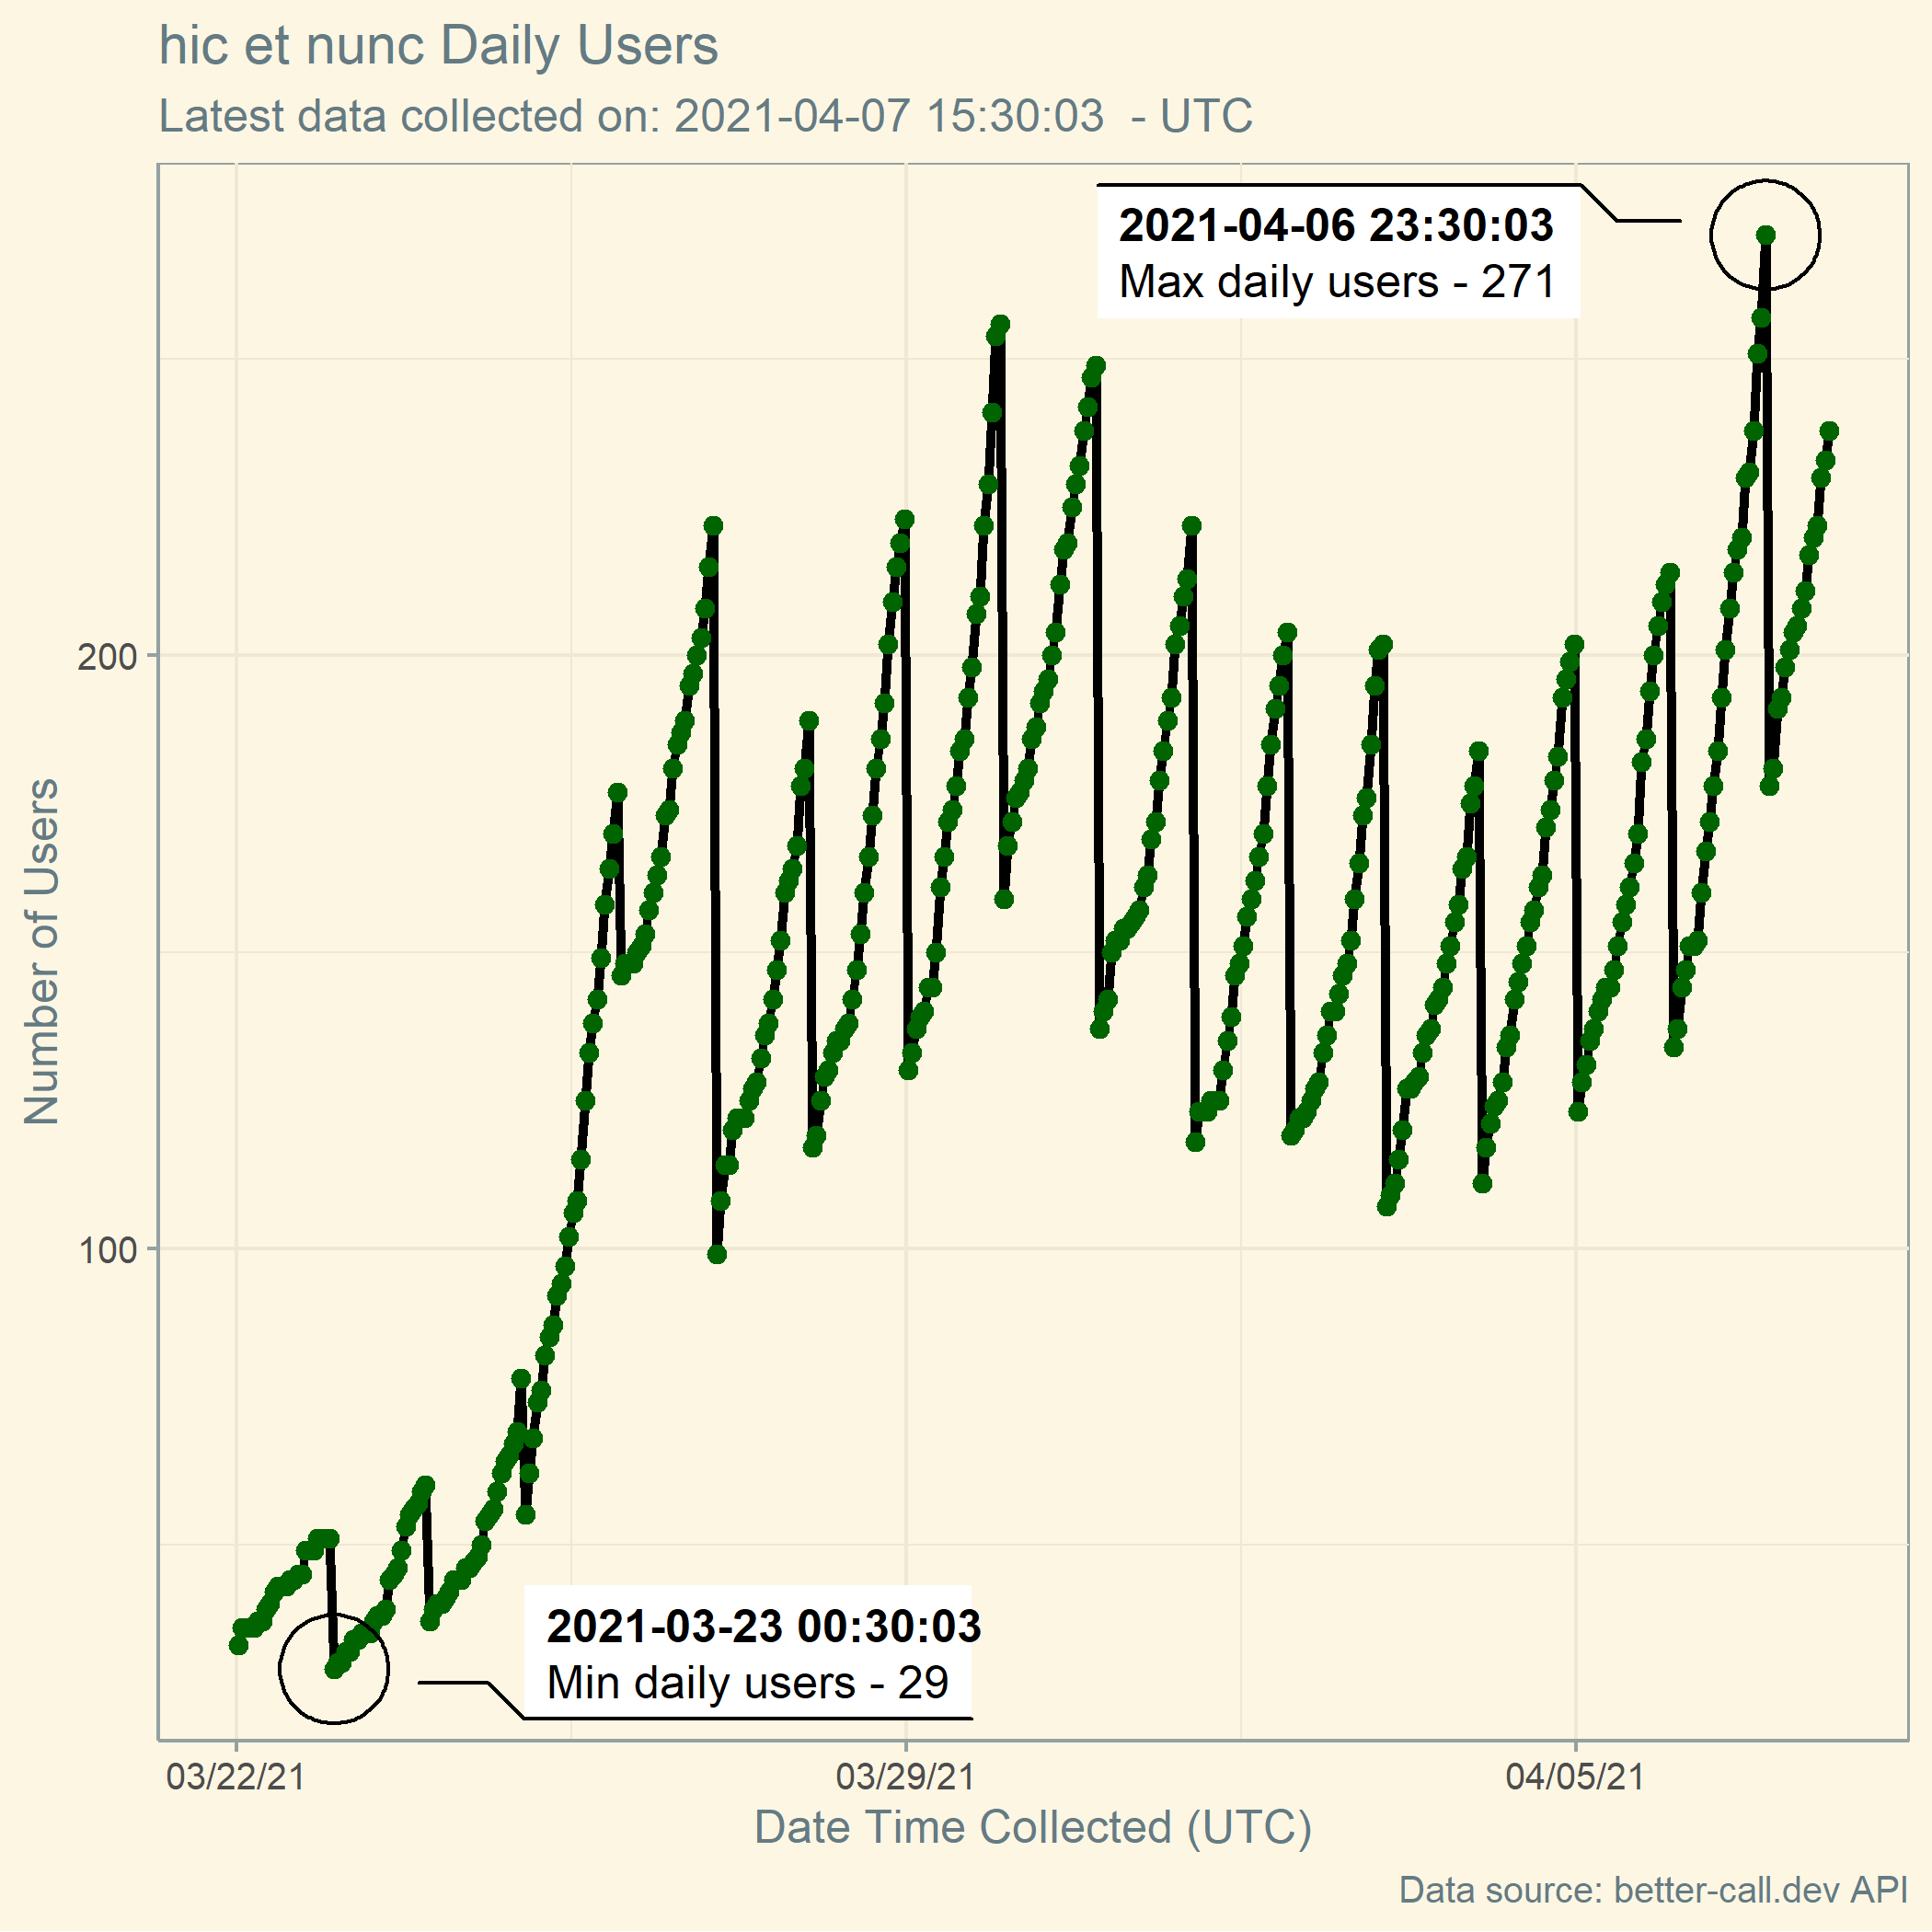 hic et nunc Daily Users
Latest data collected on: 2021-04-07 15:30:03 - UTC
2021-04-06 23:30:03
Max daily users - 271
Number of Users
200
100
2021-03-23 00:30:03
Min daily users - 29
03/22/21
03/29/21
04/05/21
Date Time Collected (UTC)
Data source: better-call.dev API